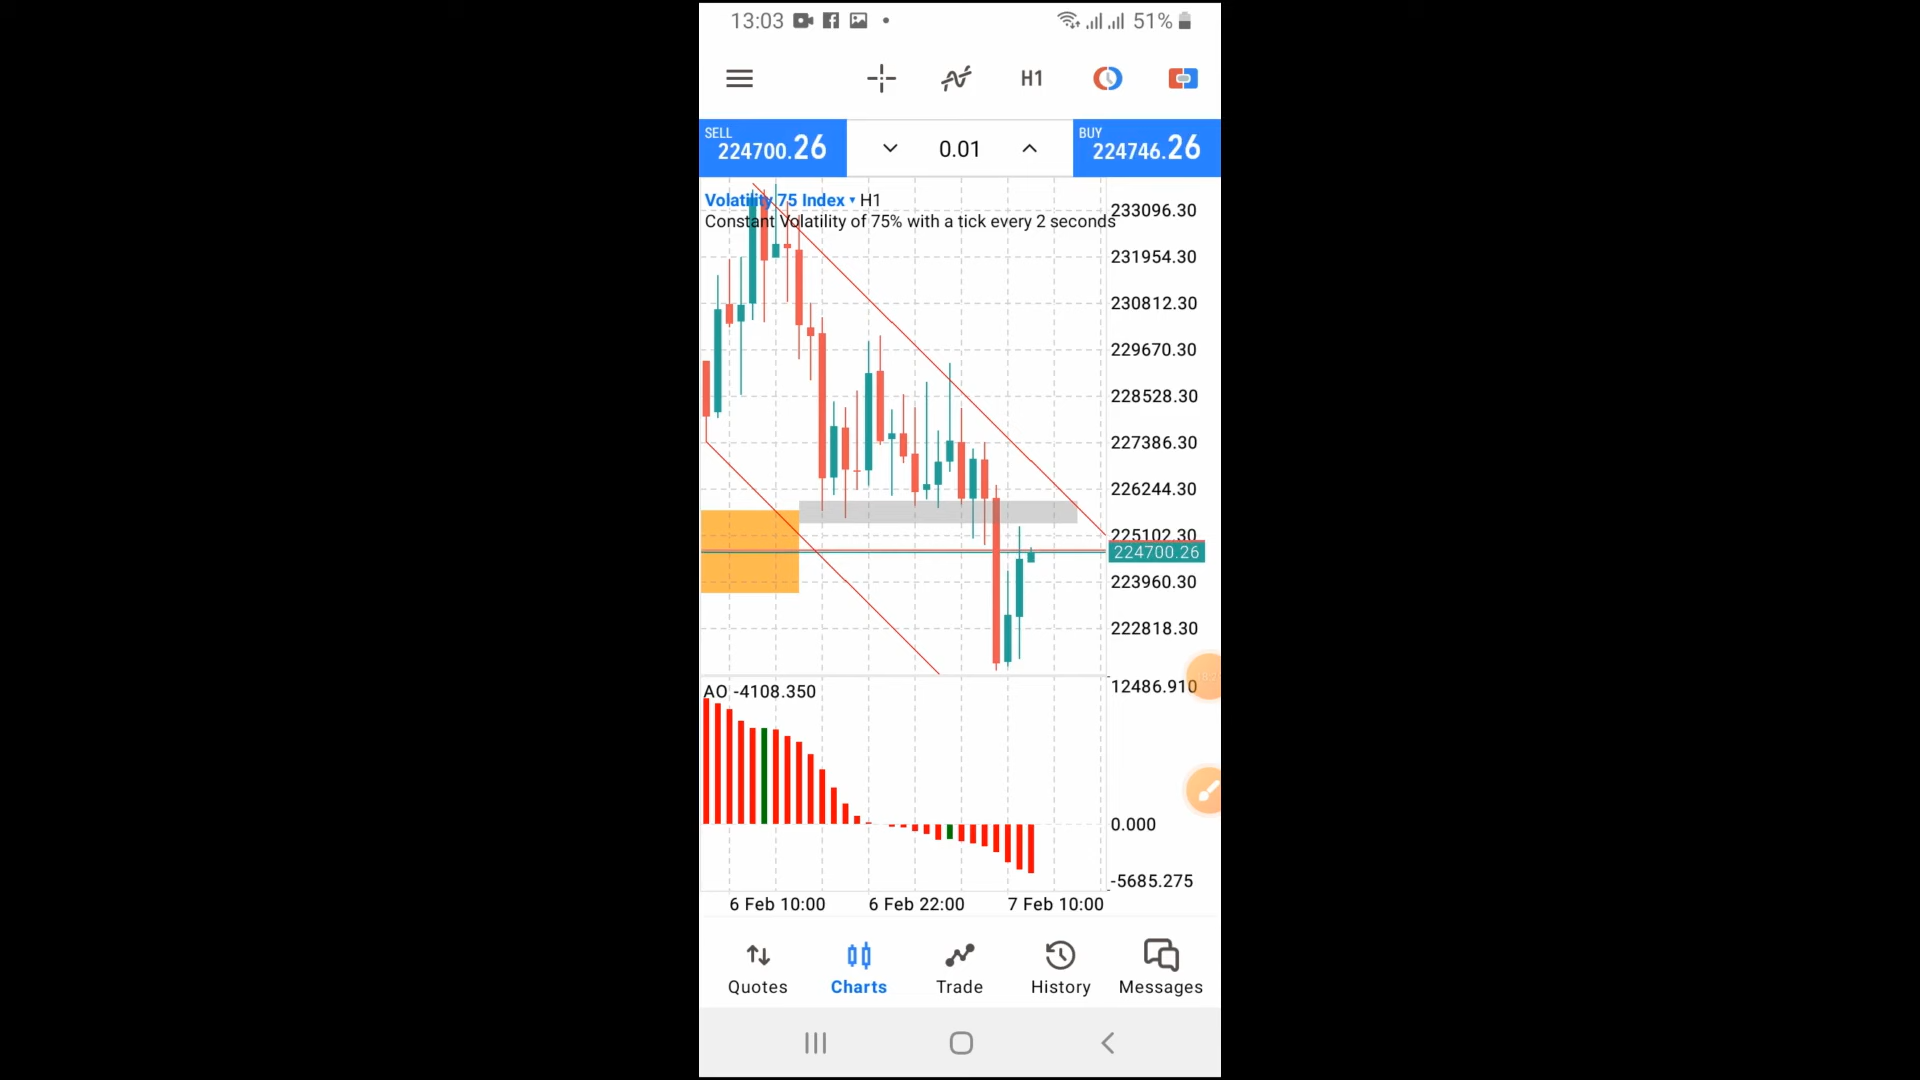 13:03 51%
H1
SELL
224700.26
0.01
BUY
224746.26
Volatility 75 Index ▾ H1
Constant Volatility of 75% with a tick every 2 seconds
233096.30
231954.30
230812.30
229670.30
228528.30
227386.30
226244.30
225102.30
224700.26
223960.30
222818.30
AO -4108.350
12486.910
0.000
-5685.275
6 Feb 10:00
6 Feb 22:00
7 Feb 10:00
Quotes
Charts
Trade
History
Messages